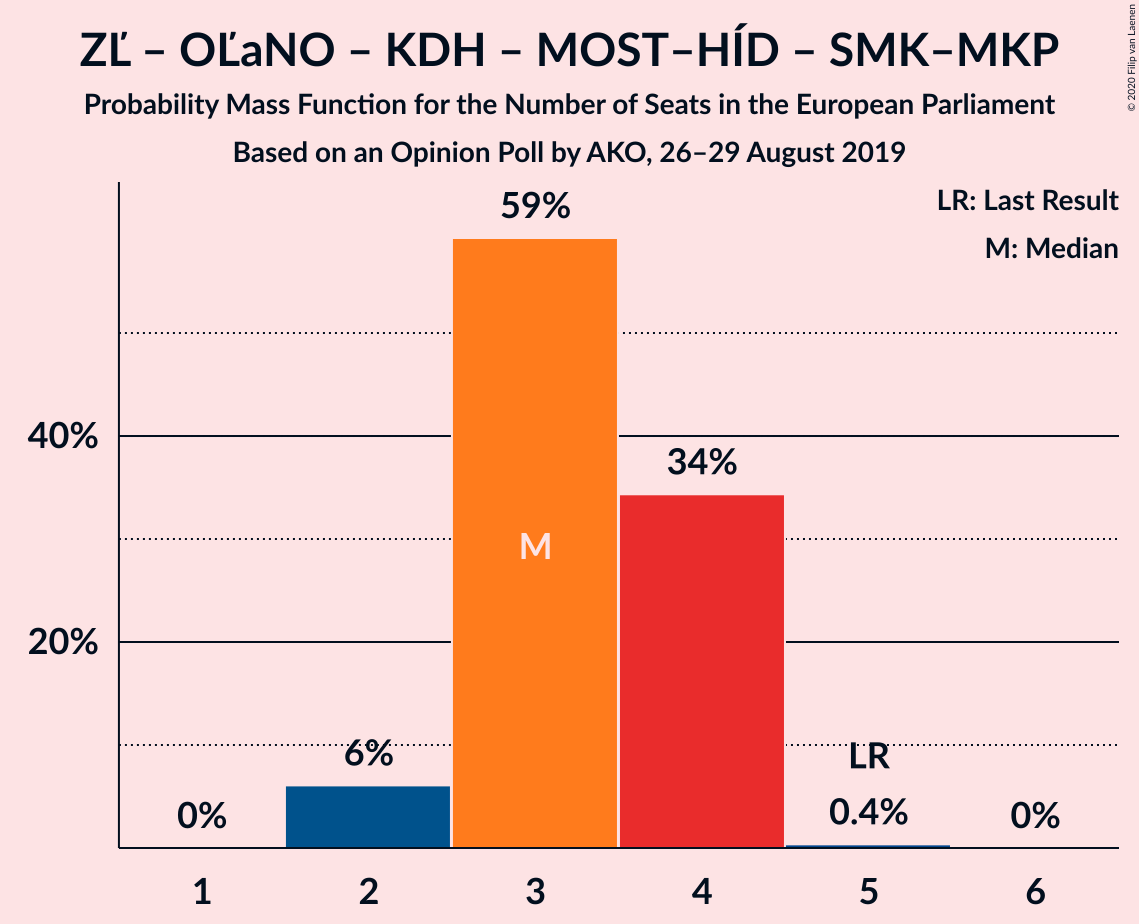 ZĽ – OĽaNO – KDH – MOST–HÍD – SMK–MKP
Probability Mass Function for the Number of Seats in the European Parliament
Based on an Opinion Poll by AKO, 26–29 August 2019
© 2020 Filip van Laenen
LR: Last Result
M: Median
59%
40%
34%
M
20%
6%
LR
0%
0.4%
0%
1 2 3 4 5 6